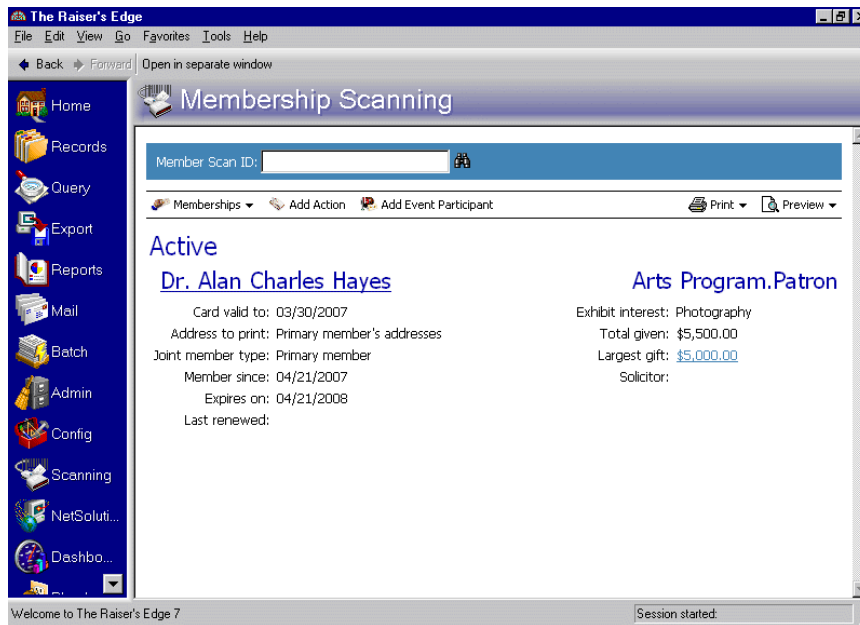 The Raiser's Edge
File Edit View Go Favorites Tools Help
Back Forward Open in separate window
Membership Scanning
Home
Records
Query
Export
Reports
Mail
Batch
Admin
Config
Scanning
NetSoluti...
Dashbo...
Member Scan ID:
Memberships Add Action Add Event Participant Print Preview
Active
Dr. Alan Charles Hayes Arts Program.Patron
Card valid to: 03/30/2007 Exhibit interest: Photography
Address to print: Primary member's addresses Total given: $5,500.00
Joint member type: Primary member Largest gift: $5,000.00
Member since: 04/21/2007 Solicitor:
Expires on: 04/21/2008
Last renewed:
Welcome to The Raiser's Edge 7 Session started: